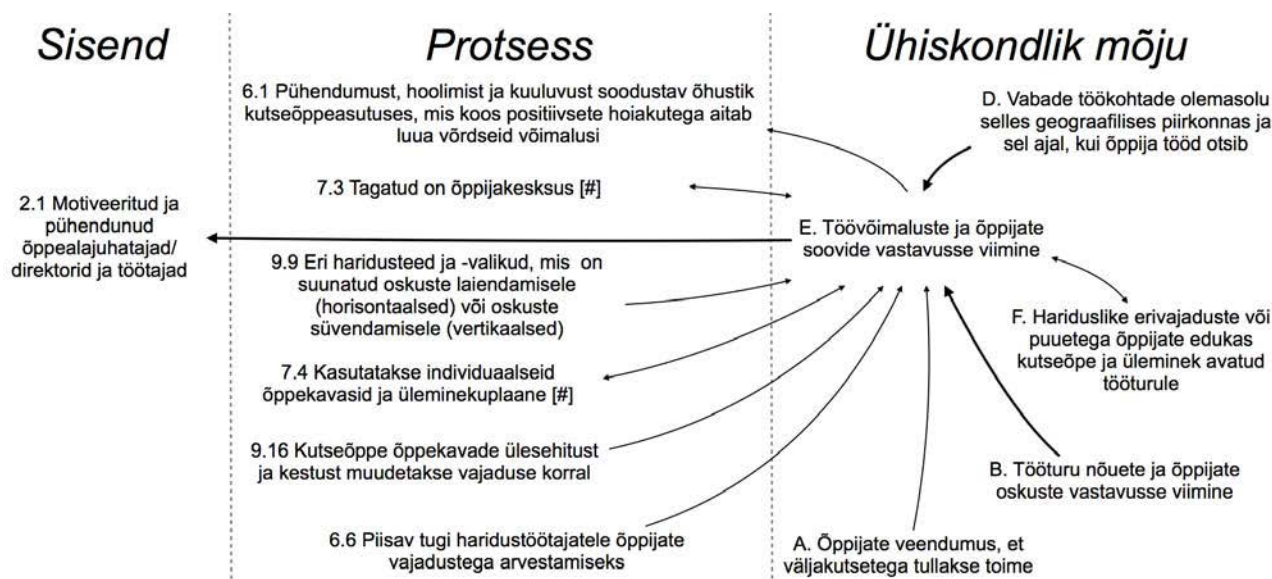 Sisend
Protsess
Ühiskondlik mõju
2.1 Motiveeritud ja
pühendunud
õppealajuhatajad/
direktorid ja töötajad
6.1 Pühendumust, hoolimist ja kuuluvust soodustav õhustik
kutseõppeasutuses, mis koos positiivsete hoiakutega aitab
luua võrdseid võimalusi
7.3 Tagatud on õppijakesksus [#]
9.9 Eri haridusteed ja -valikud, mis on
suunatud oskuste laiendamisele
(horisontaalsed) või oskuste
süvendamisele (vertikaalsed)
7.4 Kasutatakse individuaalseid
õppekavasid ja üleminekuplaane [#]
9.16 Kutseõppe õppekavade ülesehitust
ja kestust muudetakse vajaduse korral
6.6 Piisav tugi haridustöötajatele õppijate
vajadustega arvestamiseks
D. Vabade töökohtade olemasolu
selles geograafilises piirkonnas ja
sel ajal, kui õppija tööd otsib
E. Töövõimaluste ja õppijate
soovide vastavusse viimine
F. Hariduslike erivajaduste või
puuetega õppijate edukas
kutseõpe ja üleminek avatud
tööturule
B. Tööturu nõuete ja õppijate
oskuste vastavusse viimine
A. Õppijate veendumus, et
väljakutsetega tullakse toime